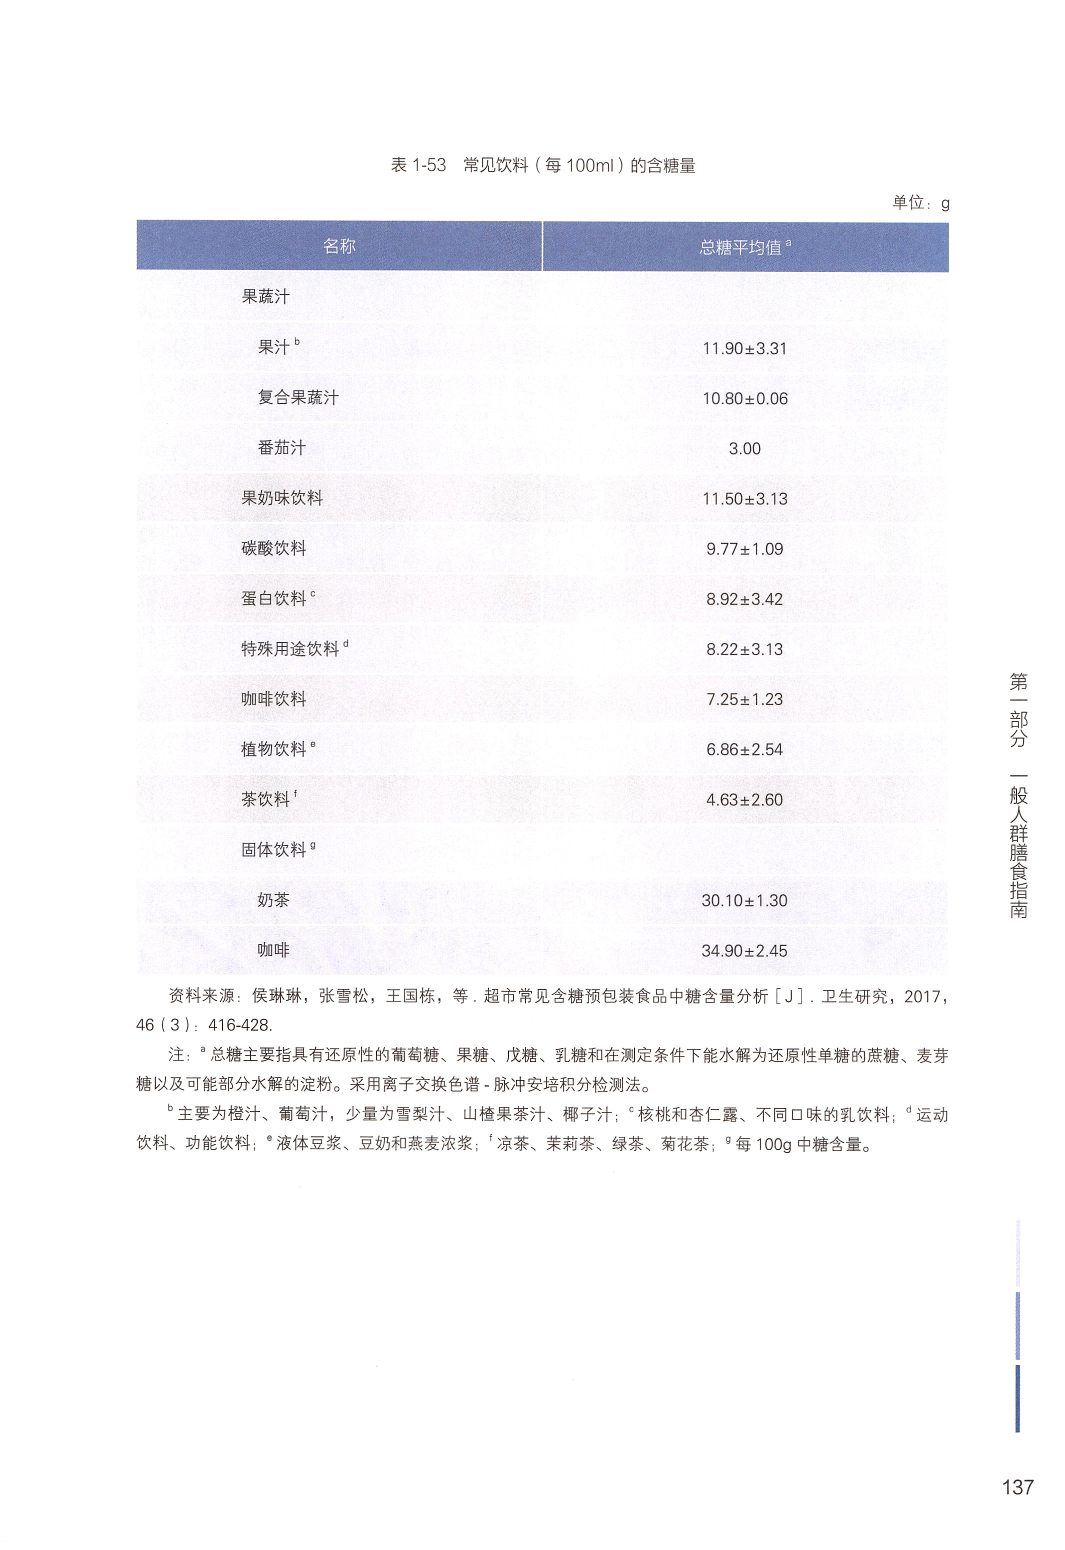 表 1-53 常见饮料（每 100ml）的含糖量
单位：g
名称 总糖平均值 a
果蔬汁
果汁 b 11.90±3.31
复合果蔬汁 10.80±0.06
番茄汁 3.00
果奶味饮料 11.50±3.13
碳酸饮料 9.77±1.09
蛋白饮料 c 8.92±3.42
特殊用途饮料 d 8.22±3.13
咖啡饮料 7.25±1.23
植物饮料 e 6.86±2.54
茶饮料 f 4.63±2.60
固体饮料 g
奶茶 30.10±1.30
咖啡 34.90±2.45
资料来源：侯琳琳，张雪松，王国栋，等 . 超市常见含糖预包装食品中糖含量分析［J］. 卫生研究，2017，
46（3）：416-428.
注：a 总糖主要指具有还原性的葡萄糖、果糖、戊糖、乳糖和在测定条件下能水解为还原性单糖的蔗糖、麦芽
糖以及可能部分水解的淀粉。采用离子交换色谱 - 脉冲安培积分检测法。
b 主要为橙汁、葡萄汁，少量为雪梨汁、山楂果茶汁、椰子汁；c 核桃和杏仁露、不同口味的乳饮料；d 运动
饮料、功能饮料；e 液体豆浆、豆奶和燕麦浓浆；f 凉茶、茉莉茶、绿茶、菊花茶；g 每 100g 中糖含量。
第一部分 一般人群膳食指南
137